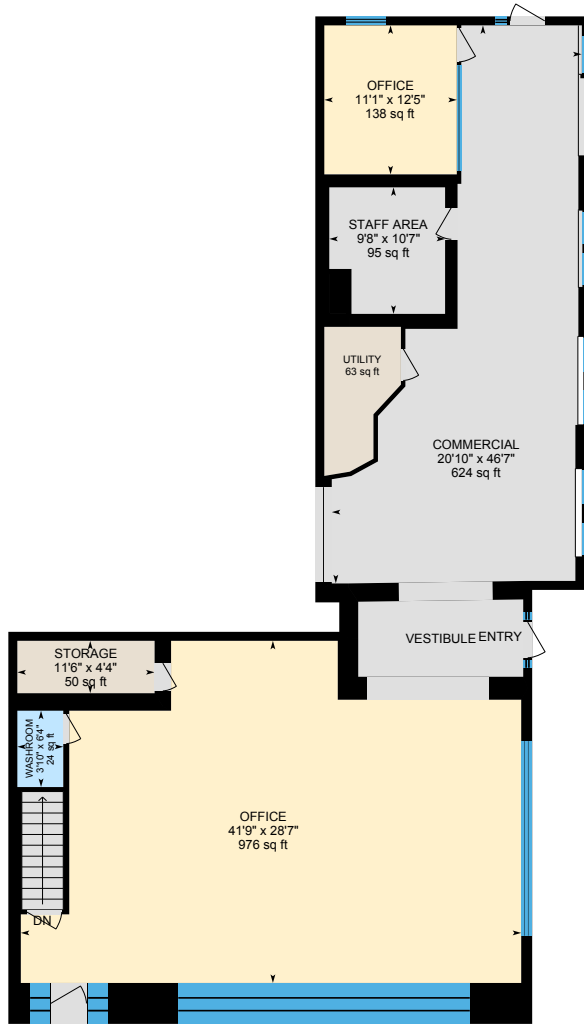 OFFICE
11'1" x 12'5"
138 sq ft
STAFF AREA
9'8" x 10'7"
95 sq ft
UTILITY
63 sq ft
COMMERCIAL
20'10" x 46'7"
624 sq ft
VESTIBULE
ENTRY
STORAGE
11'6" x 4'4"
50 sq ft
WASHROOM
3'10" x 6'4"
24 sq ft
OFFICE
41'9" x 28'7"
976 sq ft
DN